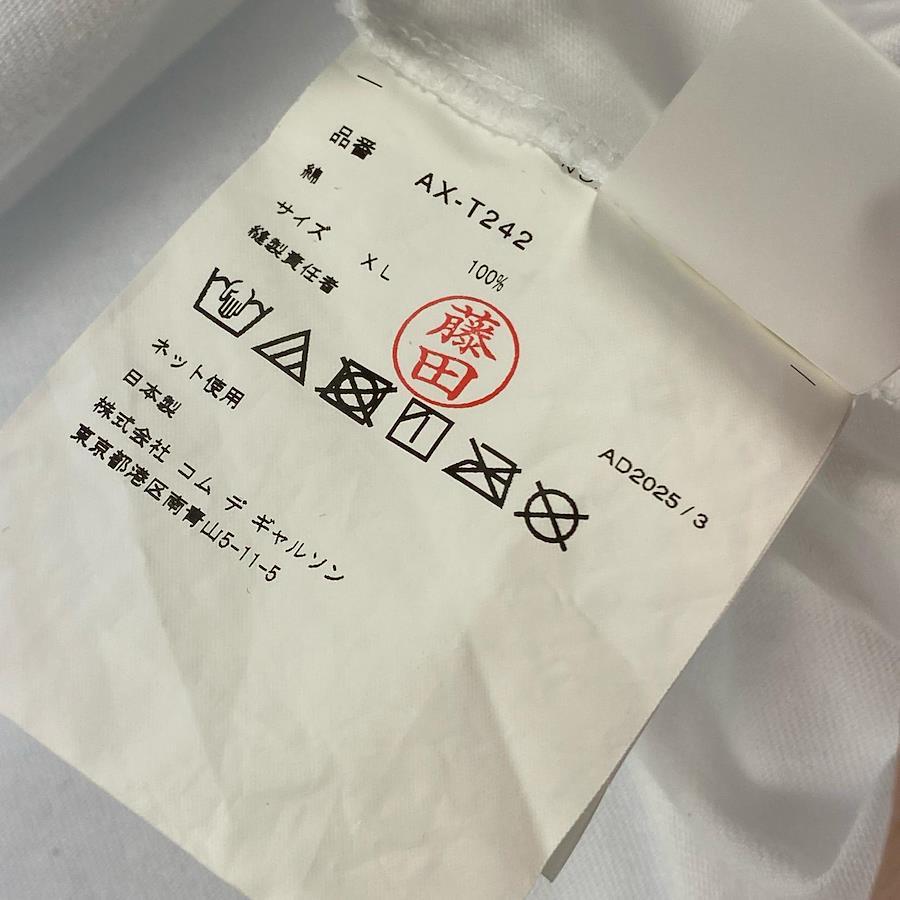 品番 AX-T242
綿 100%
サイズ XL
縫製責任者 藤田
ネット使用
日本製
株式会社 コム デ ギャルソン
東京都港区南青山5-11-5
AD2025/3